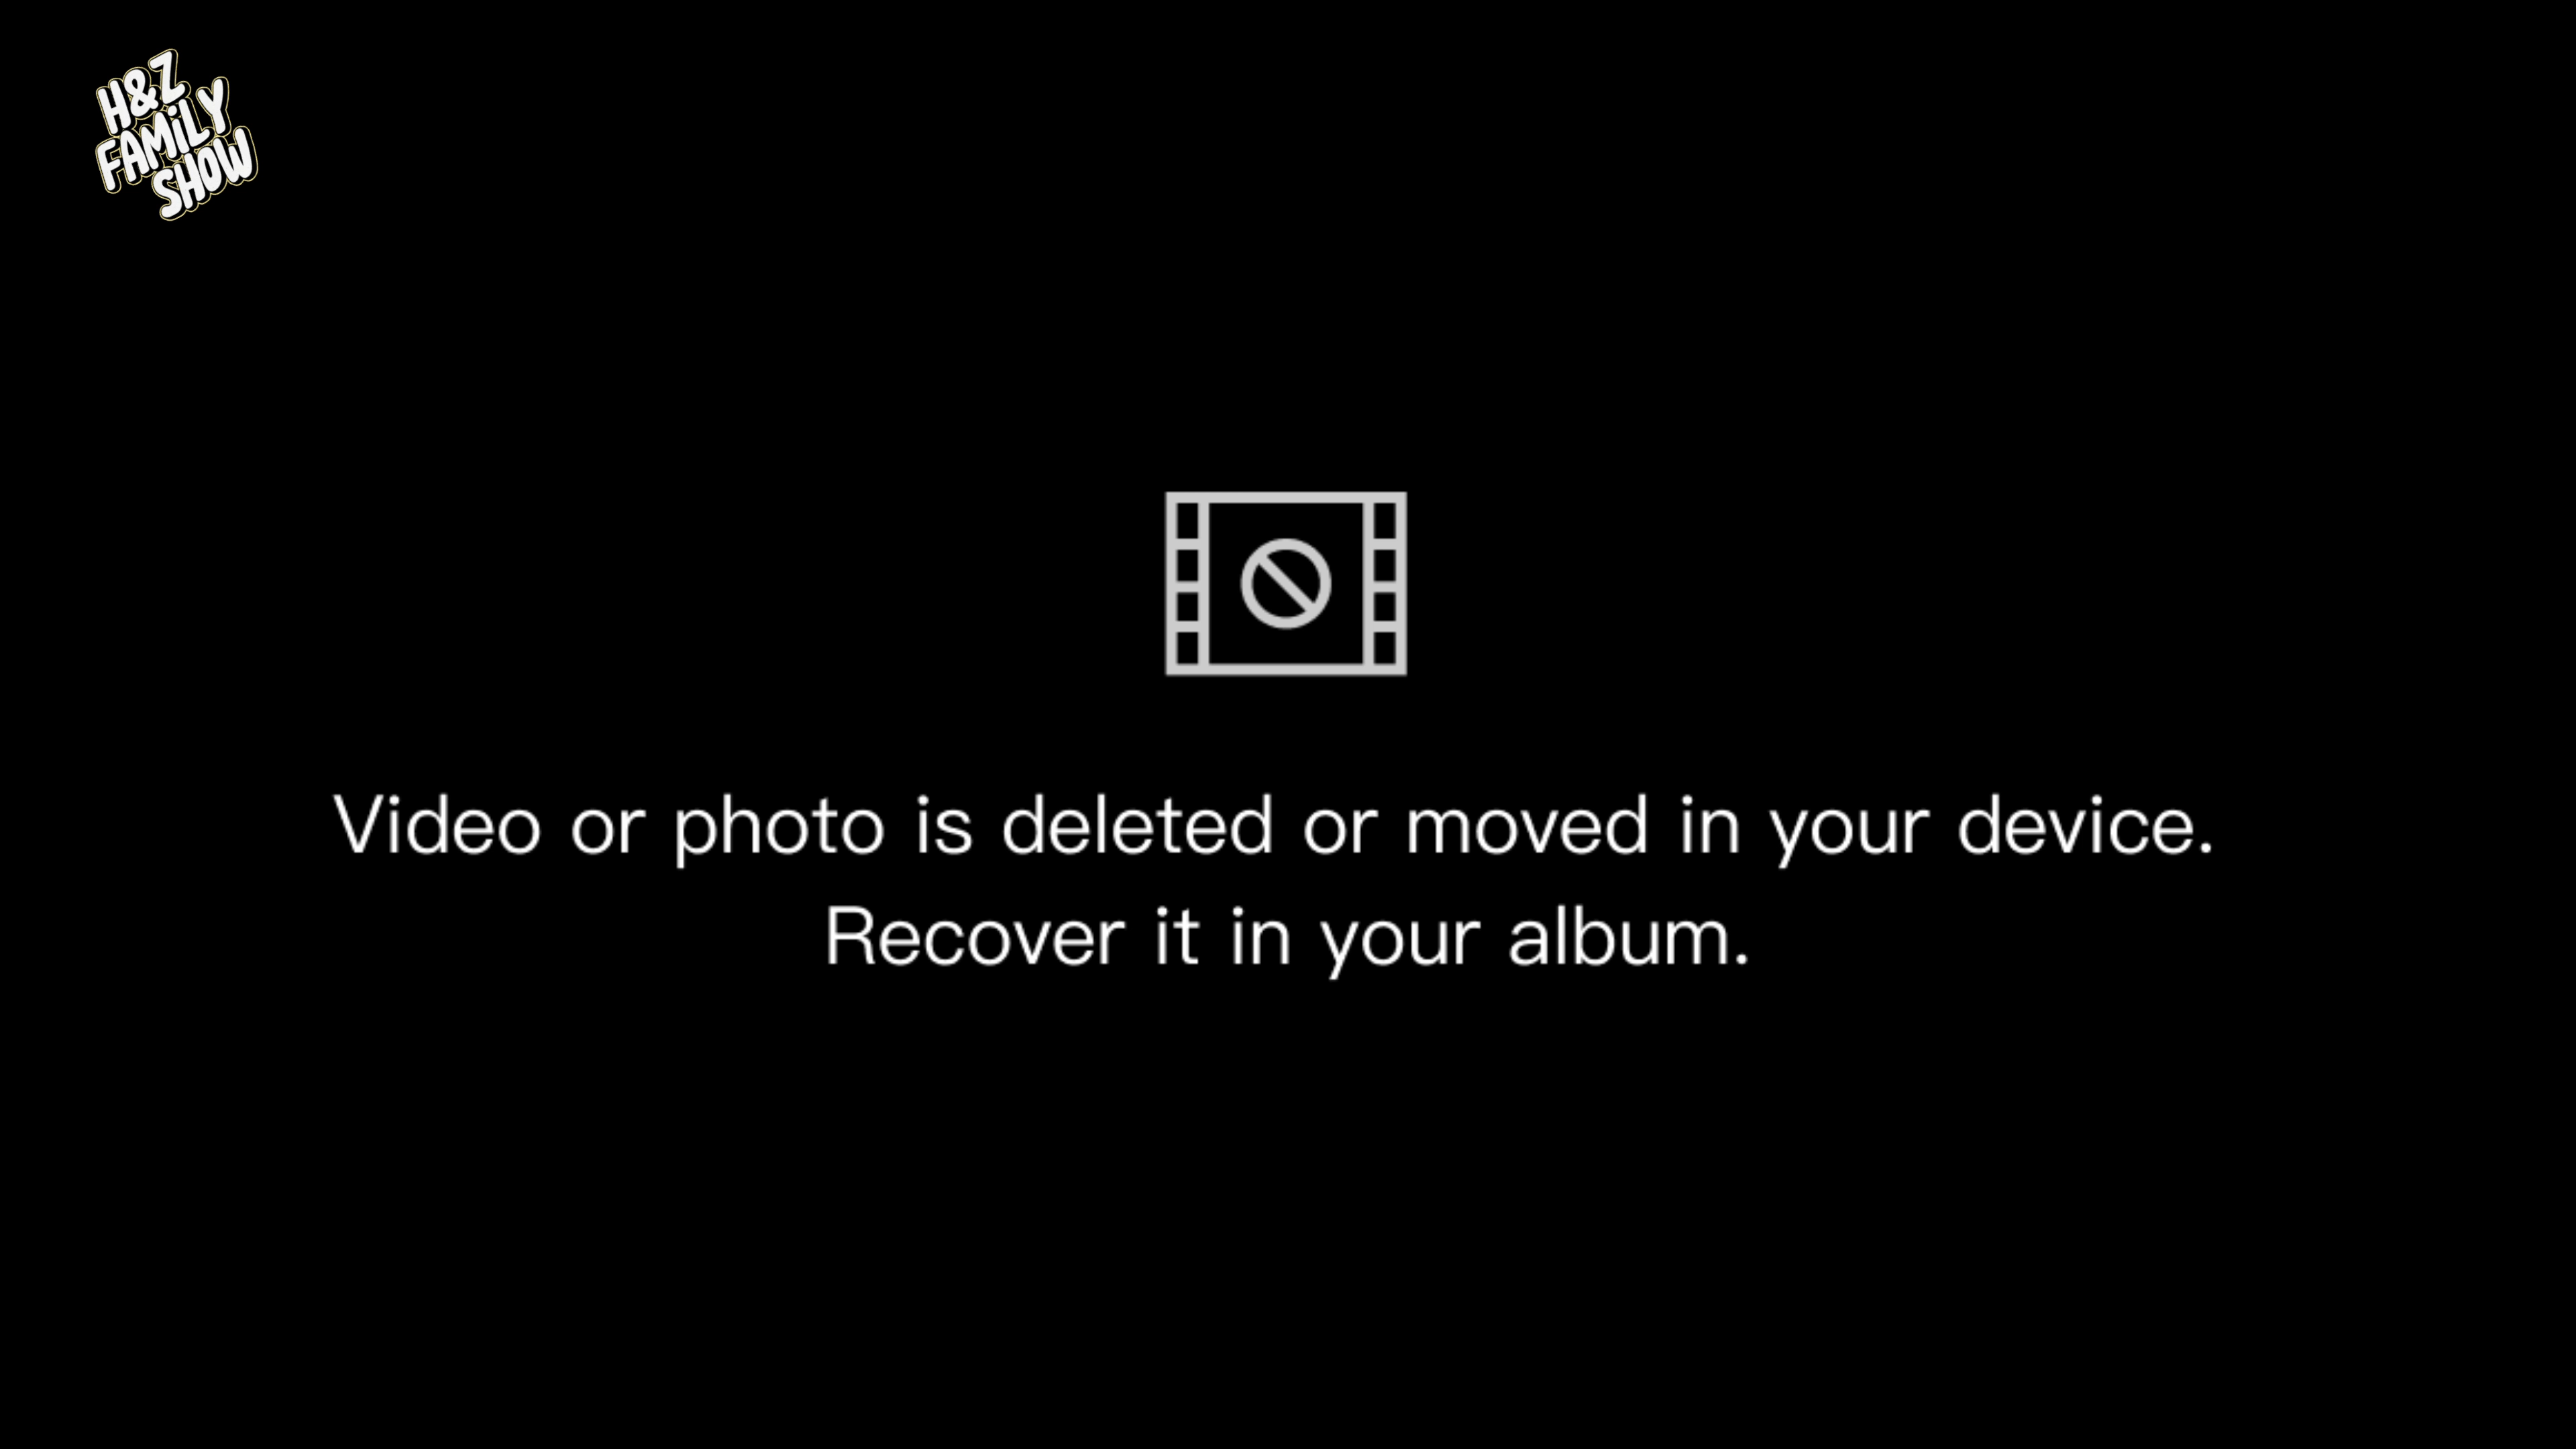 H&Z
FAMiLY
SHOW
Video or photo is deleted or moved in your device.
Recover it in your album.